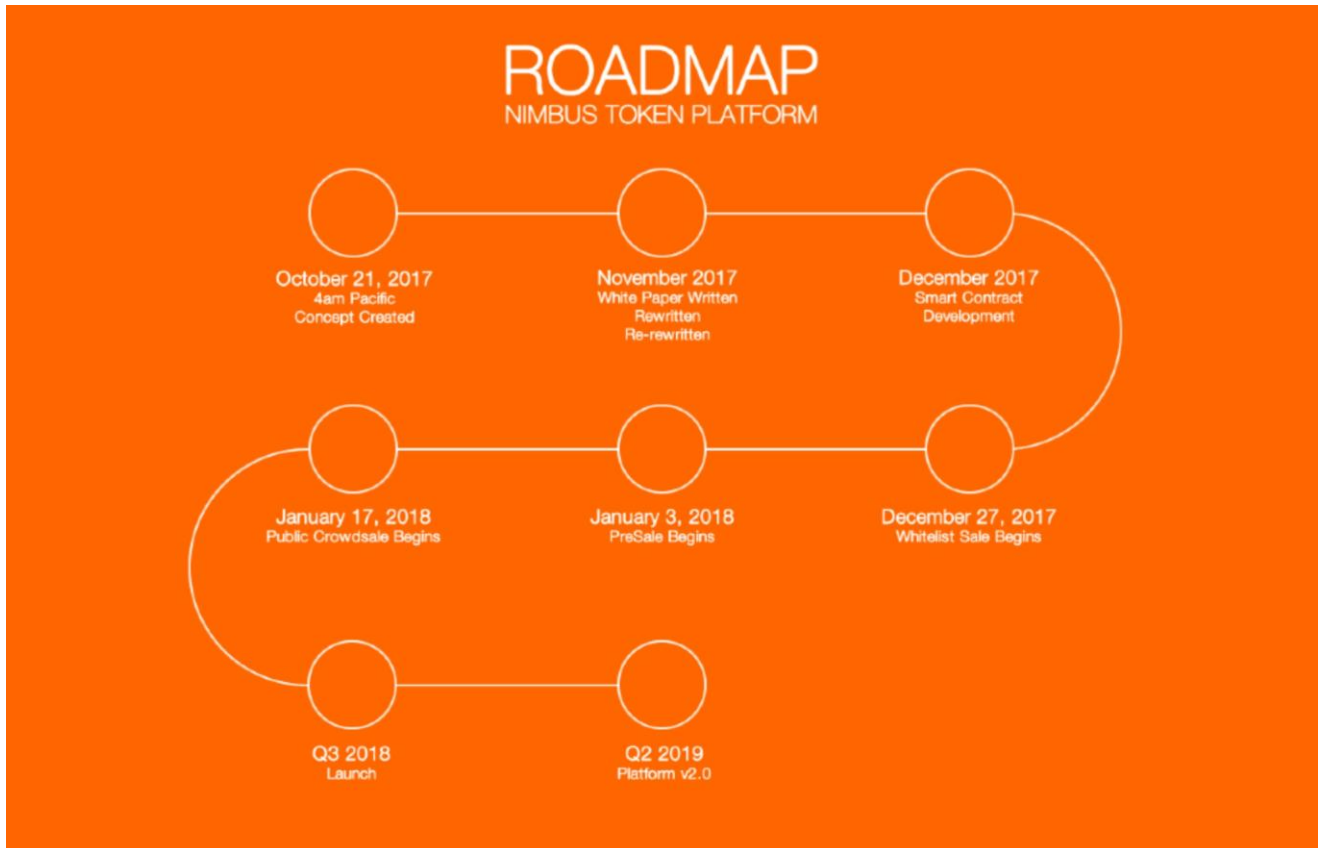 ROADMAP
NIMBUS TOKEN PLATFORM
October 21, 2017
4am Pacific
Concept Created
November 2017
White Paper Written
Rewritten
Re-rewritten
December 2017
Smart Contract
Development
December 27, 2017
Whitelist Sale Begins
January 3, 2018
PreSale Begins
January 17, 2018
Public Crowdsale Begins
Q3 2018
Launch
Q2 2019
Platform v2.0